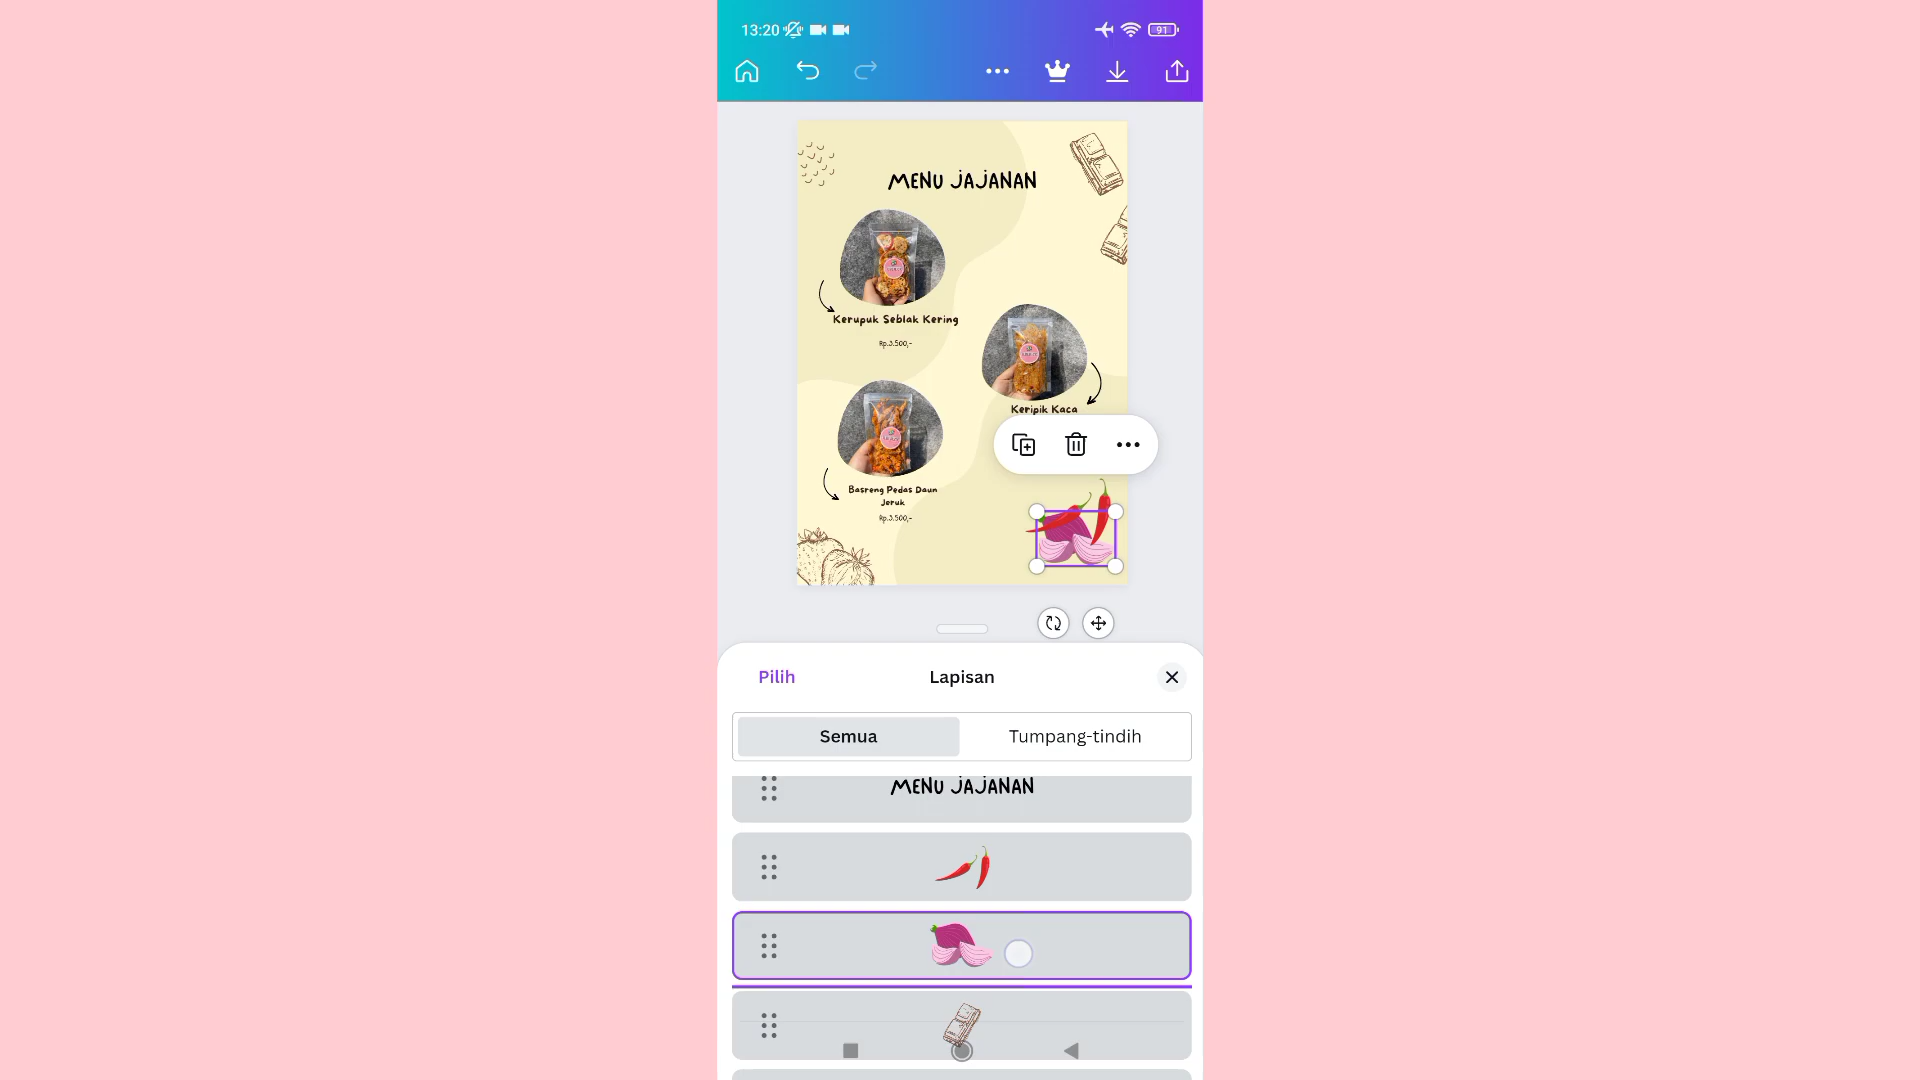 13:20
91
MENU JAJANAN
Kerupuk Seblak Kering
Rp.3.500,-
Keripik Kaca
Basreng Pedas Daun
Jeruk
Rp.3.500,-
Pilih
Lapisan
Semua
Tumpang-tindih
MENU JAJANAN